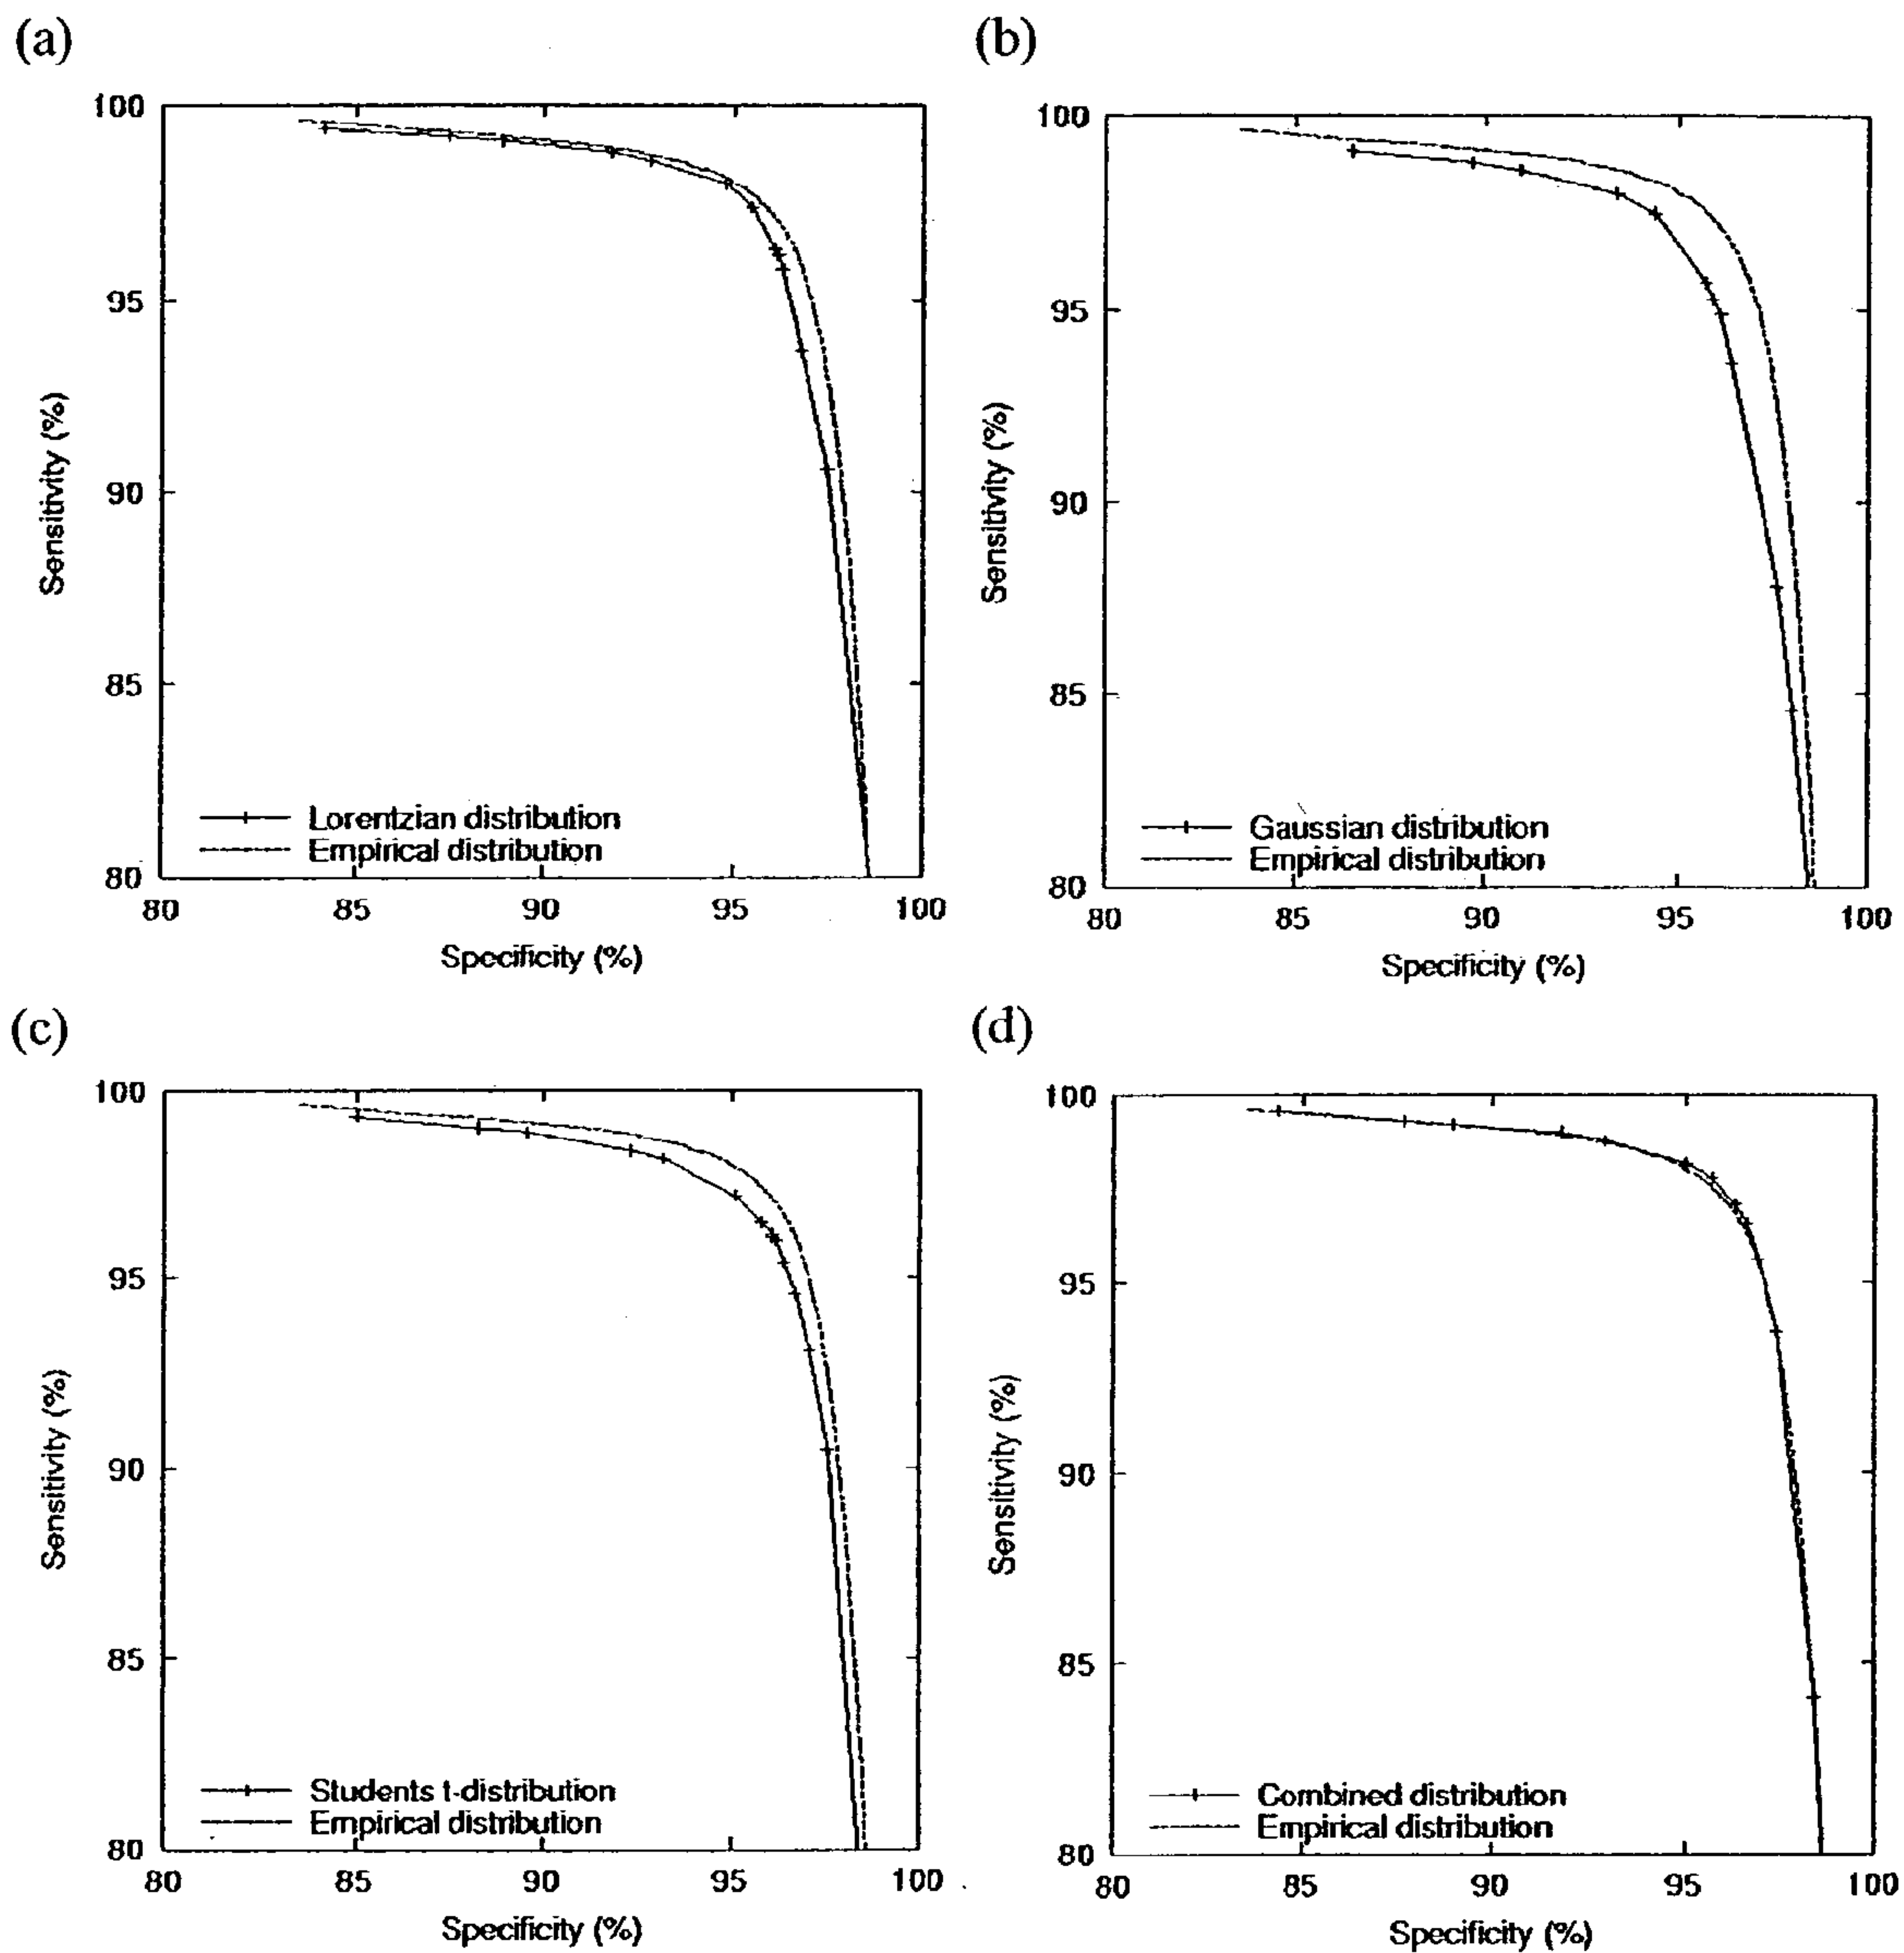 (a)
100
95
90
85
80
Sensitivity (%)
Lorentzian distribution
Empirical distribution
80 85 90 95 100
Specificity (%)
(b)
100
95
90
85
80
Sensitivity (%)
Gaussian distribution
Empirical distribution
80 85 90 95 100
Specificity (%)
(c)
100
95
90
85
80
Sensitivity (%)
Students t-distribution
Empirical distribution
80 85 90 95 100
Specificity (%)
(d)
100
95
90
85
80
Sensitivity (%)
Combined distribution
Empirical distribution
80 85 90 95 100
Specificity (%)